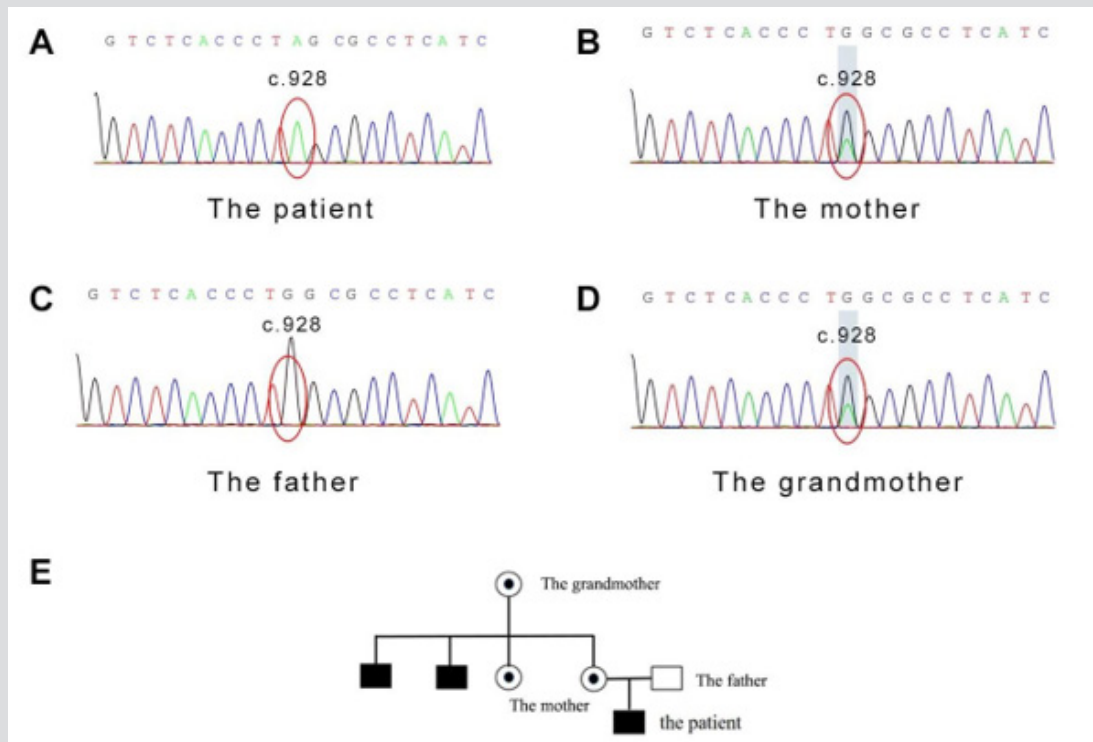 A
G T C T C A C C C T A G C G C C T C A T C
c.928
The patient
B
G T C T C A C C C T G G C G C C T C A T C
c.928
The mother
C
G T C T C A C C C T G G C G C C T C A T C
c.928
The father
D
G T C T C A C C C T G G C G C C T C A T C
c.928
The grandmother
E
The grandmother
The mother
The father
the patient